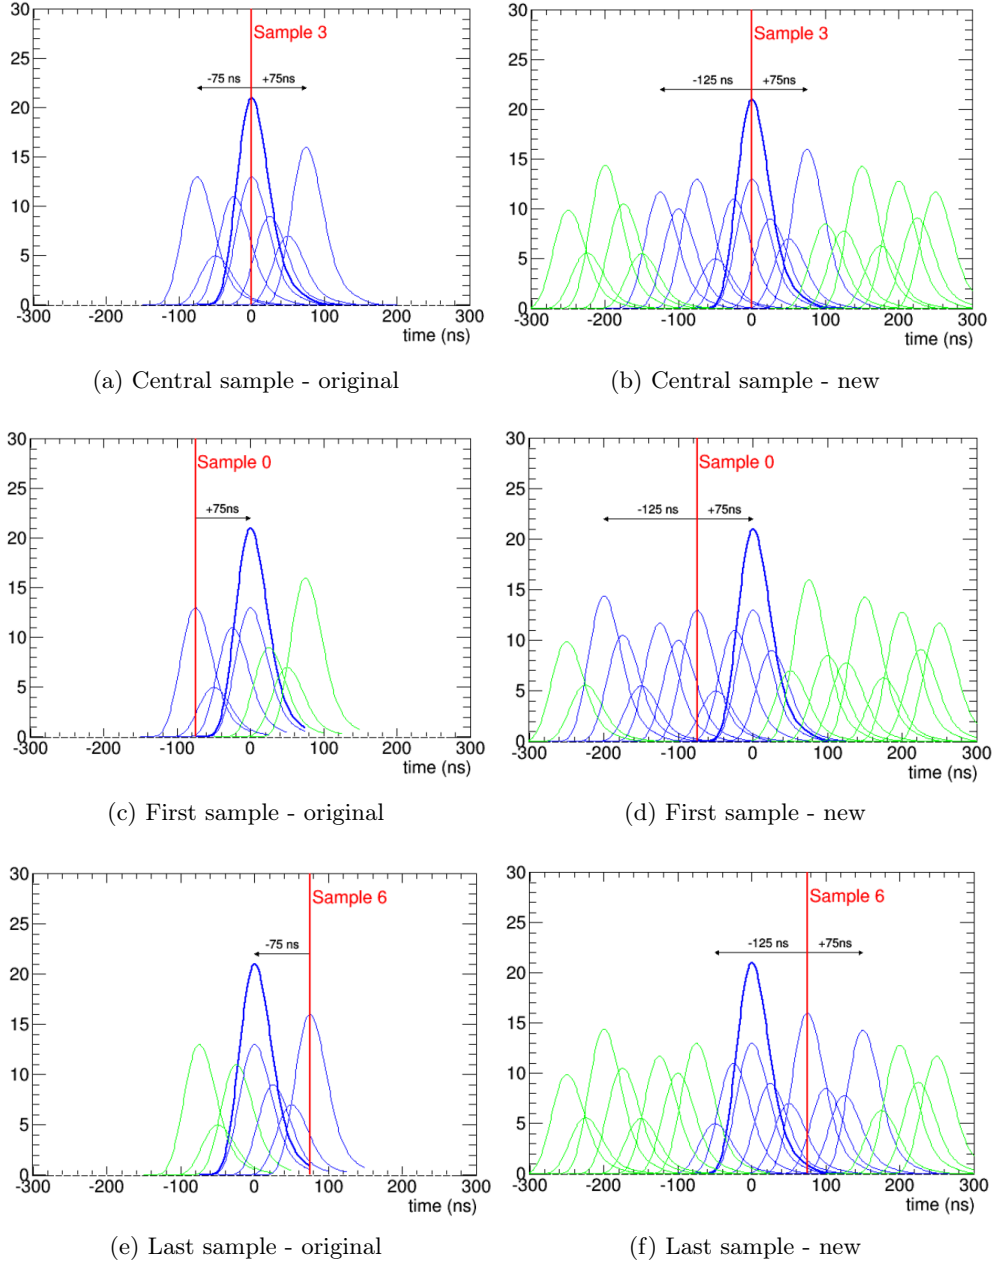 30
25
20
15
10
5
0
-300 -200 -100 0 100 200 300
time (ns)
Sample 3
-75 ns +75ns
(a) Central sample - original
30
25
20
15
10
5
0
-300 -200 -100 0 100 200 300
time (ns)
Sample 3
-125 ns +75ns
(b) Central sample - new
30
25
20
15
10
5
0
-300 -200 -100 0 100 200 300
time (ns)
Sample 0
+75ns
(c) First sample - original
30
25
20
15
10
5
0
-300 -200 -100 0 100 200 300
time (ns)
Sample 0
-125 ns +75ns
(d) First sample - new
30
25
20
15
10
5
0
-300 -200 -100 0 100 200 300
time (ns)
Sample 6
-75 ns
(e) Last sample - original
30
25
20
15
10
5
0
-300 -200 -100 0 100 200 300
time (ns)
Sample 6
-125 ns +75ns
(f) Last sample - new